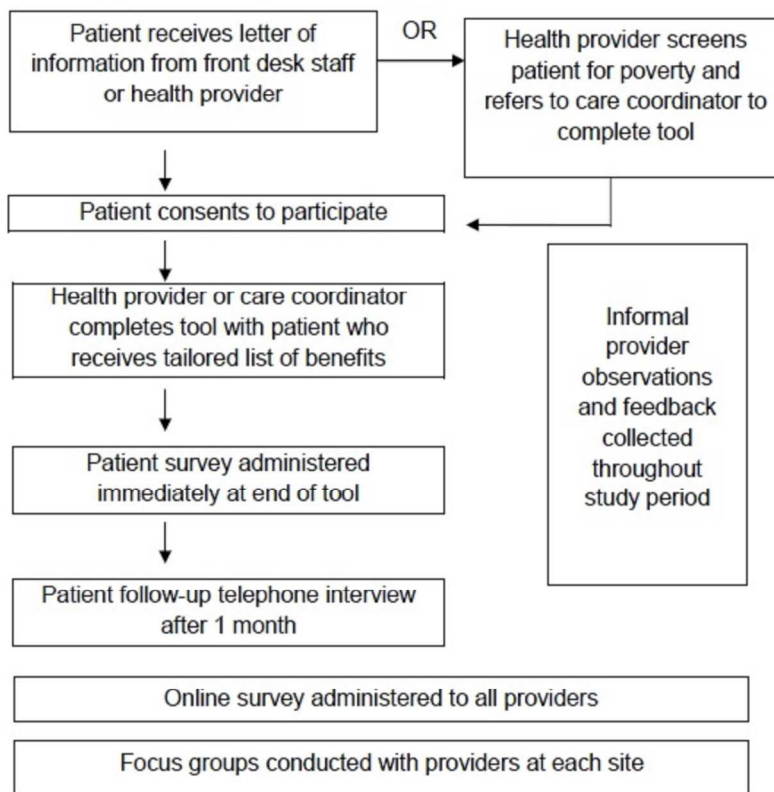 Patient receives letter of
information from front desk staff
or health provider
OR
Health provider screens
patient for poverty and
refers to care coordinator to
complete tool
Patient consents to participate
Health provider or care coordinator
completes tool with patient who
receives tailored list of benefits
Informal
provider
observations
and feedback
collected
throughout
study period
Patient survey administered
immediately at end of tool
Patient follow-up telephone interview
after 1 month
Online survey administered to all providers
Focus groups conducted with providers at each site